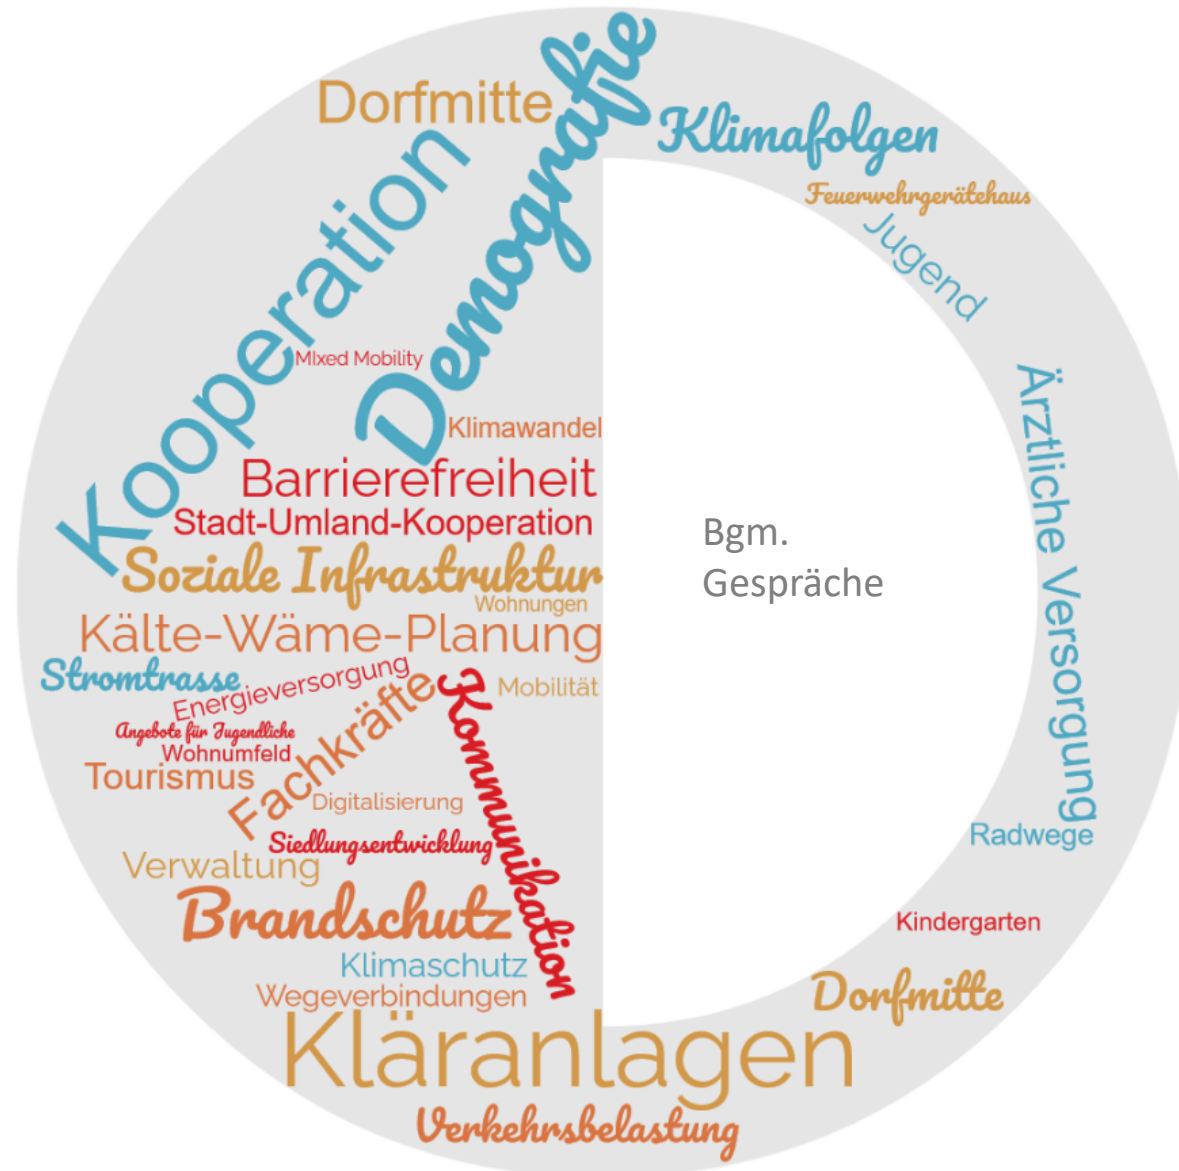 Demografie
Dorfmitte
Klimafolgen
Kooperation
Feuerwehrgerätehaus
Jugend
MIxed Mobility
Klimawandel
Barrierefreiheit
Stadt-Umland-Kooperation
Soziale Infrastruktur
Wohnungen
Kälte-Wäme-Planung
Stromtrasse
Energieversorgung
Mobilität
Angebote für Jugendliche
Wohnumfeld
Tourismus
Fachkräfte
Kommunikation
Digitalisierung
Siedlungsentwicklung
Verwaltung
Brandschutz
Klimaschutz
Wegeverbindungen
Kläranlagen
Verkehrsbelastung
Bgm.
Gespräche
Ärztliche Versorgung
Radwege
Kindergarten
Dorfmitte